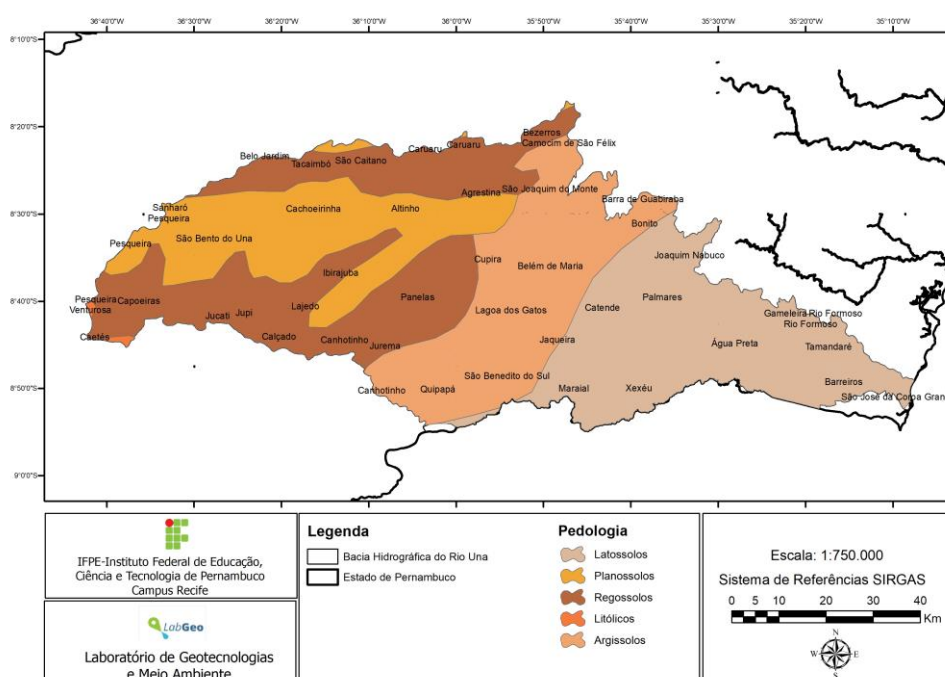 36°40'0"W
36°30'0"W
36°20'0"W
36°10'0"W
36°0'0"W
35°50'0"W
35°40'0"W
35°30'0"W
35°20'0"W
35°10'0"W
8°10'0"S
8°20'0"S
8°30'0"S
8°40'0"S
8°50'0"S
9°0'0"S
Bezerros
Camocim de São Félix
Caruaru
Caruaru
Belo Jardim
São Caitano
Tacaimbó
São Joaquim do Monte
Agrestina
Barra de Guabiraba
Sanharó
Pesqueira
Cachoeirinha
Altinho
Bonito
São Bento do Una
Pesqueira
Joaquim Nabuco
Cupira
Belém de Maria
Ibirajuba
Pesqueira
Capoeiras
Venturosa
Panelas
Palmares
Lajedo
Lagoa dos Gatos
Catende
Jucati
Jupi
Gameleira
Rio Formoso
Rio Formoso
Caetés
Calçado
Canhotinho
Jurema
Jaqueira
Água Preta
Tamandaré
São Benedito do Sul
Canhotinho
Quipapá
Maraial
Xexéu
Barreiros
São José da Coroa Gran
IFPE-Instituto Federal de Educação,
Ciência e Tecnologia de Pernambuco
Campus Recife
LabGeo
Laboratório de Geotecnologias
e Meio Ambiente
Legenda
Bacia Hidrográfica do Rio Una
Estado de Pernambuco
Pedologia
Latossolos
Planossolos
Regossolos
Litólicos
Argissolos
Escala: 1:750.000
Sistema de Referências SIRGAS
0 5 10 20 30 40
Km
N
W E
S